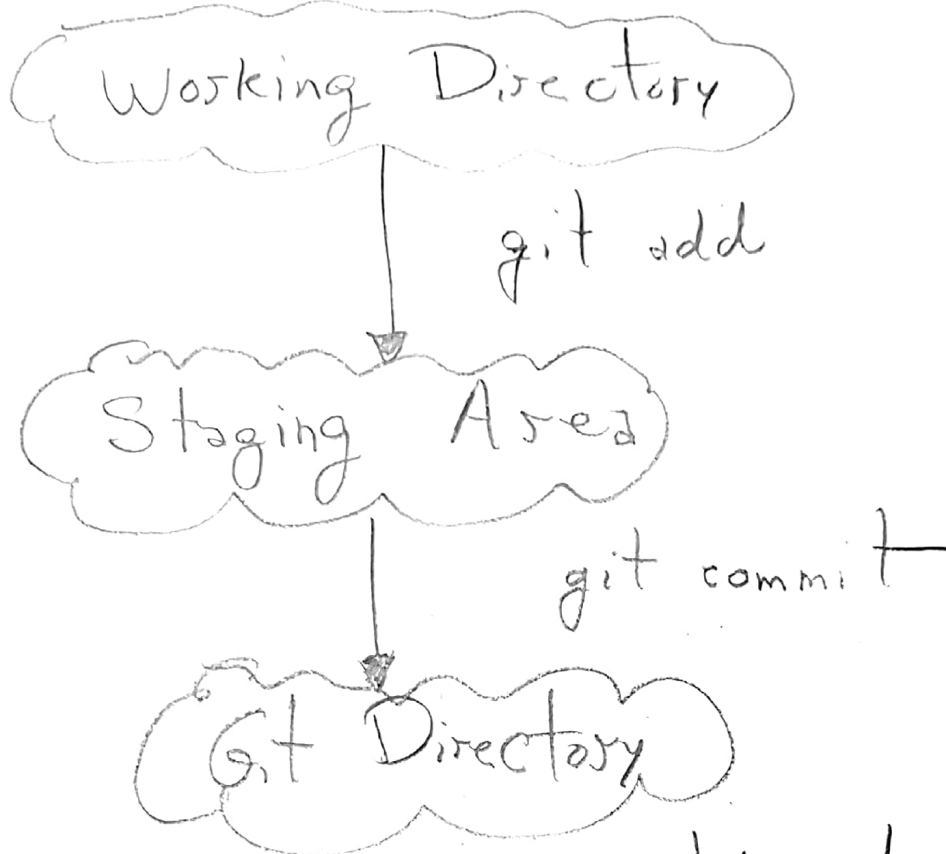 Working Directory
git add
Staging Area
git commit
Git Directory